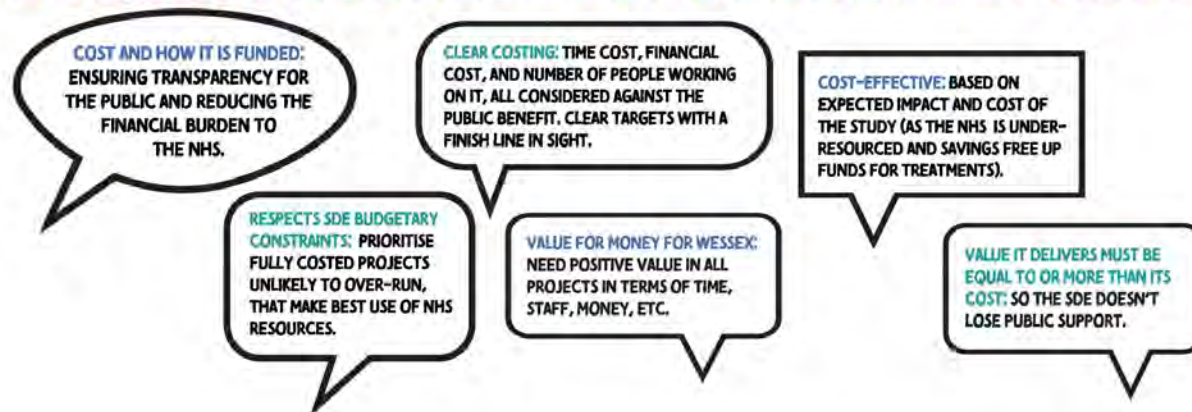 COST AND HOW IT IS FUNDED:
ENSURING TRANSPARENCY FOR
THE PUBLIC AND REDUCING THE
FINANCIAL BURDEN TO
THE NHS.
CLEAR COSTING: TIME COST, FINANCIAL
COST, AND NUMBER OF PEOPLE WORKING
ON IT, ALL CONSIDERED AGAINST THE
PUBLIC BENEFIT. CLEAR TARGETS WITH A
FINISH LINE IN SIGHT.
COST-EFFECTIVE: BASED ON
EXPECTED IMPACT AND COST OF
THE STUDY (AS THE NHS IS UNDER-
RESOURCED AND SAVINGS FREE UP
FUNDS FOR TREATMENTS).
RESPECTS SDE BUDGETARY
CONSTRAINTS: PRIORITISE
FULLY COSTED PROJECTS
UNLIKELY TO OVER-RUN,
THAT MAKE BEST USE OF NHS
RESOURCES.
VALUE FOR MONEY FOR WESSEX:
NEED POSITIVE VALUE IN ALL
PROJECTS IN TERMS OF TIME,
STAFF, MONEY, ETC.
VALUE IT DELIVERS MUST BE
EQUAL TO OR MORE THAN ITS
COST: SO THE SDE DOESN'T
LOSE PUBLIC SUPPORT.